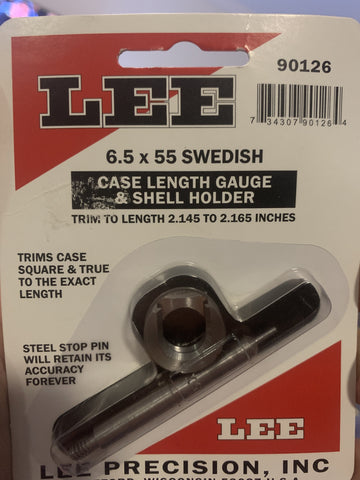 LEE
90126
7 34307 90126 4
6.5 x 55 SWEDISH
CASE LENGTH GAUGE
& SHELL HOLDER
TRIM TO LENGTH 2.145 TO 2.165 INCHES
TRIMS CASE
SQUARE & TRUE
TO THE EXACT
LENGTH
STEEL STOP PIN
WILL RETAIN ITS
ACCURACY
FOREVER
LEE
LEE PRECISION, INC
WISCONSIN 53027 U.S.A.